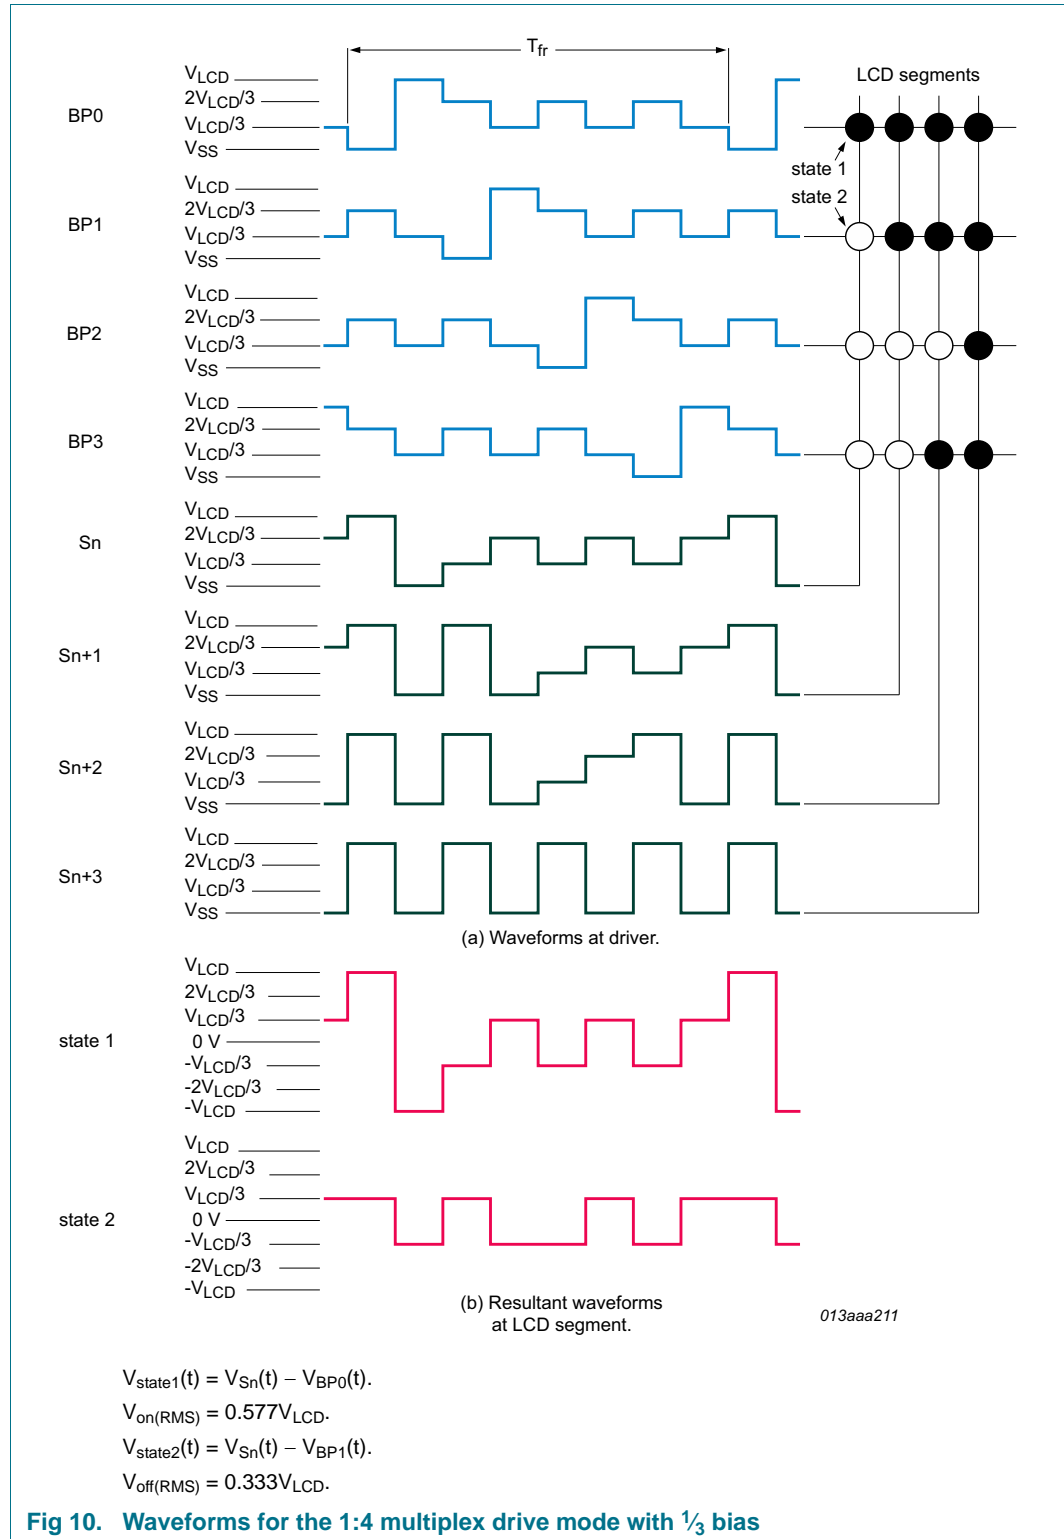 Tfr
BP0
VLCD
2VLCD/3
VLCD/3
VSS
LCD segments
state 1
state 2
BP1
VLCD
2VLCD/3
VLCD/3
VSS
BP2
VLCD
2VLCD/3
VLCD/3
VSS
BP3
VLCD
2VLCD/3
VLCD/3
VSS
Sn
VLCD
2VLCD/3
VLCD/3
VSS
Sn+1
VLCD
2VLCD/3
VLCD/3
VSS
Sn+2
VLCD
2VLCD/3
VLCD/3
VSS
Sn+3
VLCD
2VLCD/3
VLCD/3
VSS
(a) Waveforms at driver.
state 1
VLCD
2VLCD/3
VLCD/3
0 V
-VLCD/3
-2VLCD/3
-VLCD
state 2
VLCD
2VLCD/3
VLCD/3
0 V
-VLCD/3
-2VLCD/3
-VLCD
(b) Resultant waveforms
at LCD segment.
013aaa211
Vstate1(t) = VSn(t) − VBP0(t).
Von(RMS) = 0.577VLCD.
Vstate2(t) = VSn(t) − VBP1(t).
Voff(RMS) = 0.333VLCD.
Fig 10. Waveforms for the 1:4 multiplex drive mode with 1⁄3 bias